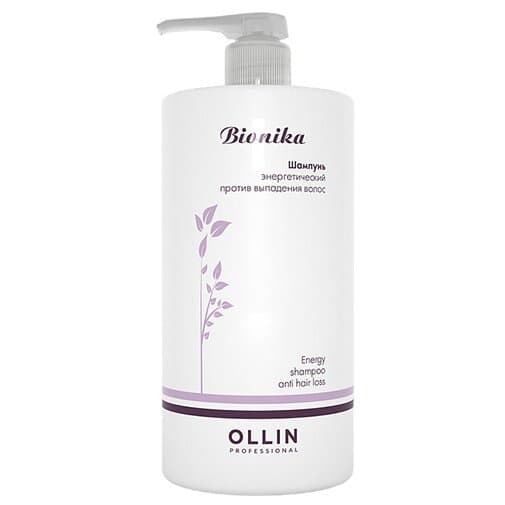 Bionika
Шампунь
энергетический
против выпадения волос
Energy
shampoo
anti hair loss
OLLIN
PROFESSIONAL